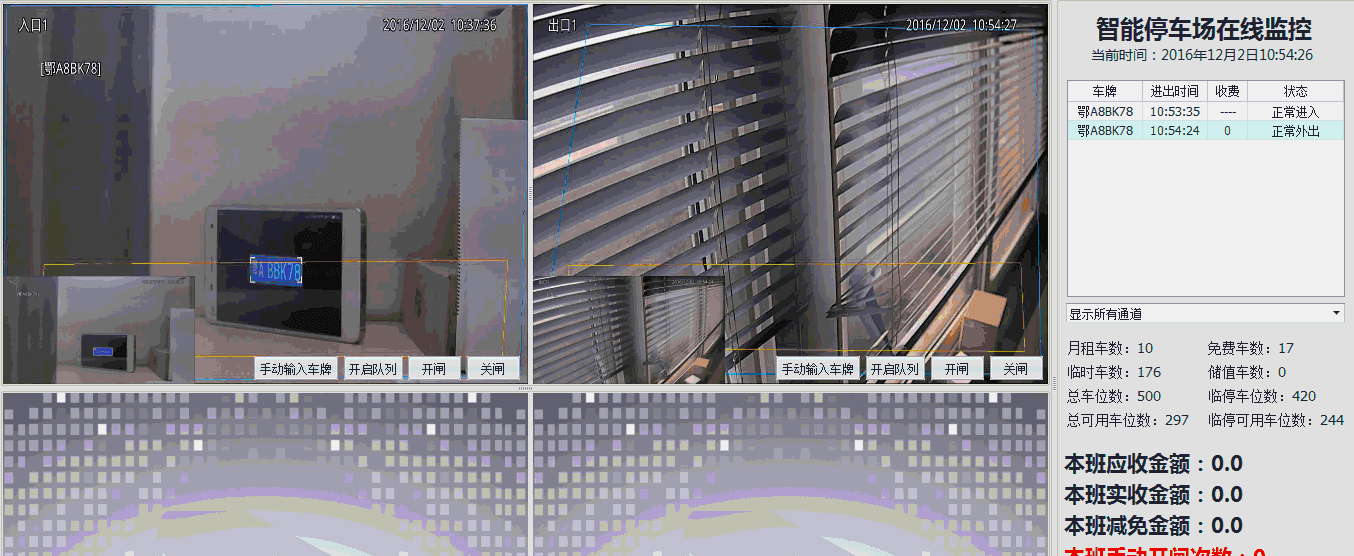 入口1
2016/12/02 10:37:36
[鄂A8BK78]
A BBK78
手动输入车牌 开启队列 开闸 关闸
出口1
2016/12/02 10:54:27
手动输入车牌 开启队列 开闸 关闸
智能停车场在线监控
当前时间：2016年12月2日10:54:26
车牌 进出时间 收费 状态
鄂A8BK78 10:53:35 ---- 正常进入
鄂A8BK78 10:54:24 0 正常外出
显示所有通道
月租车数：10 免费车数：17
临时车数：176 储值车数：0
总车位数：500 临停车位数：420
总可用车位数：297 临停可用车位数：244
本班应收金额：0.0
本班实收金额：0.0
本班减免金额：0.0
本班手动开闸次数：0